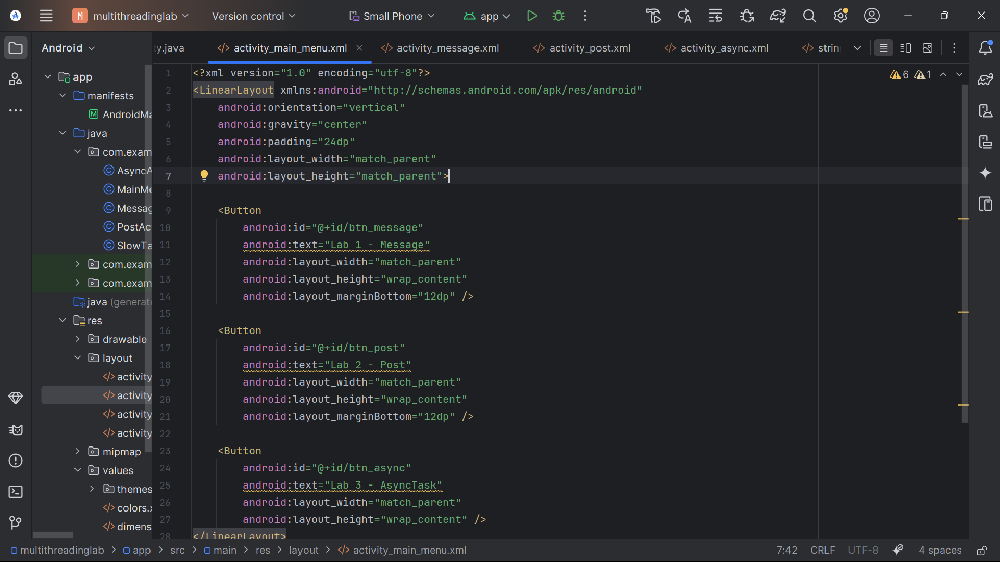 M multithreadinglab
Version control
Small Phone
app
Android
ty.java
activity_main_menu.xml
activity_message.xml
activity_post.xml
activity_async.xml
string
app
manifests
AndroidMa
java
com.exam
AsyncA
MainMe
Messag
PostAct
SlowTa
com.exam
com.exam
java (generate
res
drawable
layout
activity
activity
activity
activity
mipmap
values
themes
colors.x
dimens
6 1
1 <?xml version="1.0" encoding="utf-8"?>
2 <LinearLayout xmlns:android="http://schemas.android.com/apk/res/android"
3 android:orientation="vertical"
4 android:gravity="center"
5 android:padding="24dp"
6 android:layout_width="match_parent"
7 android:layout_height="match_parent">
8
9 <Button
10 android:id="@+id/btn_message"
11 android:text="Lab 1 - Message"
12 android:layout_width="match_parent"
13 android:layout_height="wrap_content"
14 android:layout_marginBottom="12dp" />
15
16 <Button
17 android:id="@+id/btn_post"
18 android:text="Lab 2 - Post"
19 android:layout_width="match_parent"
20 android:layout_height="wrap_content"
21 android:layout_marginBottom="12dp" />
22
23 <Button
24 android:id="@+id/btn_async"
25 android:text="Lab 3 - AsyncTask"
26 android:layout_width="match_parent"
27 android:layout_height="wrap_content" />
28 </LinearLayout>
multithreadinglab > app > src > main > res > layout > activity_main_menu.xml
7:42 CRLF UTF-8 4 spaces